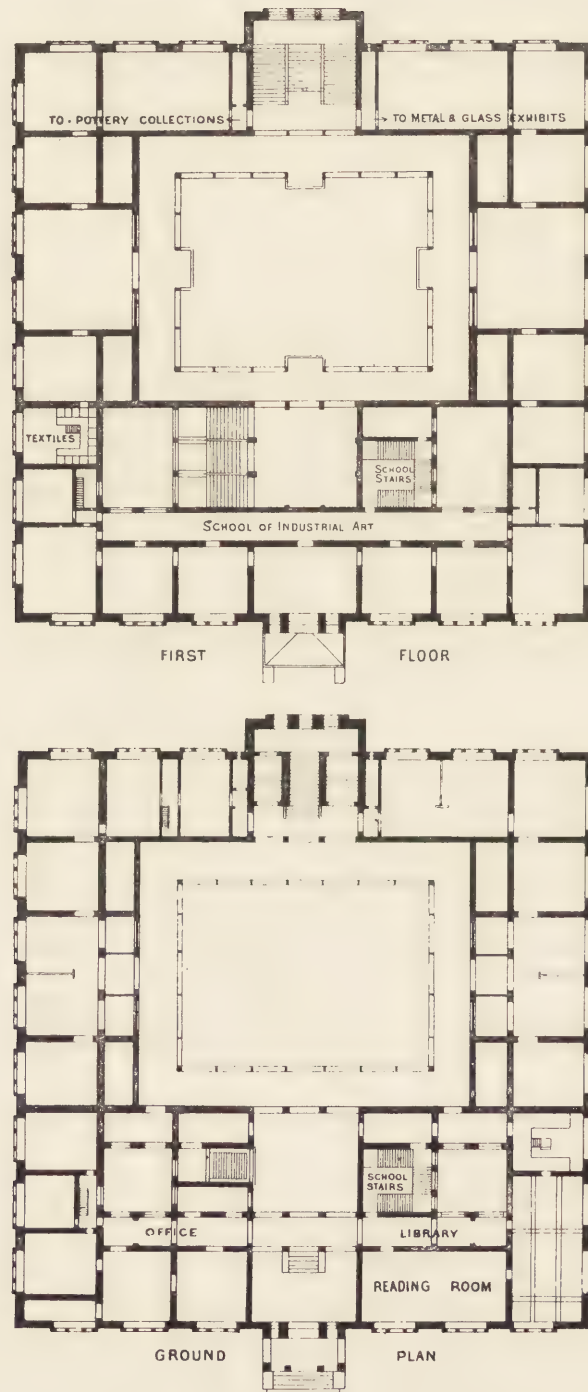 TO · POTTERY COLLECTIONS
TO METAL & GLASS EXHIBITS
TEXTILES
SCHOOL
STAIRS
SCHOOL OF INDUSTRIAL ART
FIRST FLOOR
SCHOOL
STAIRS
OFFICE
LIBRARY
READING ROOM
GROUND PLAN